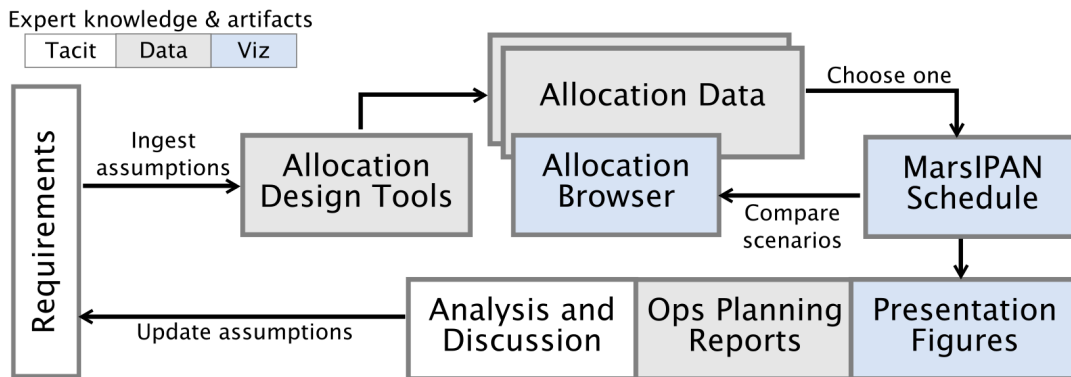 Expert knowledge & artifacts
Tacit
Data
Viz
Requirements
Ingest
assumptions
Allocation
Design Tools
Allocation Data
Allocation
Browser
Choose one
MarsIPAN
Schedule
Compare
scenarios
Presentation
Figures
Ops Planning
Reports
Analysis and
Discussion
Update assumptions